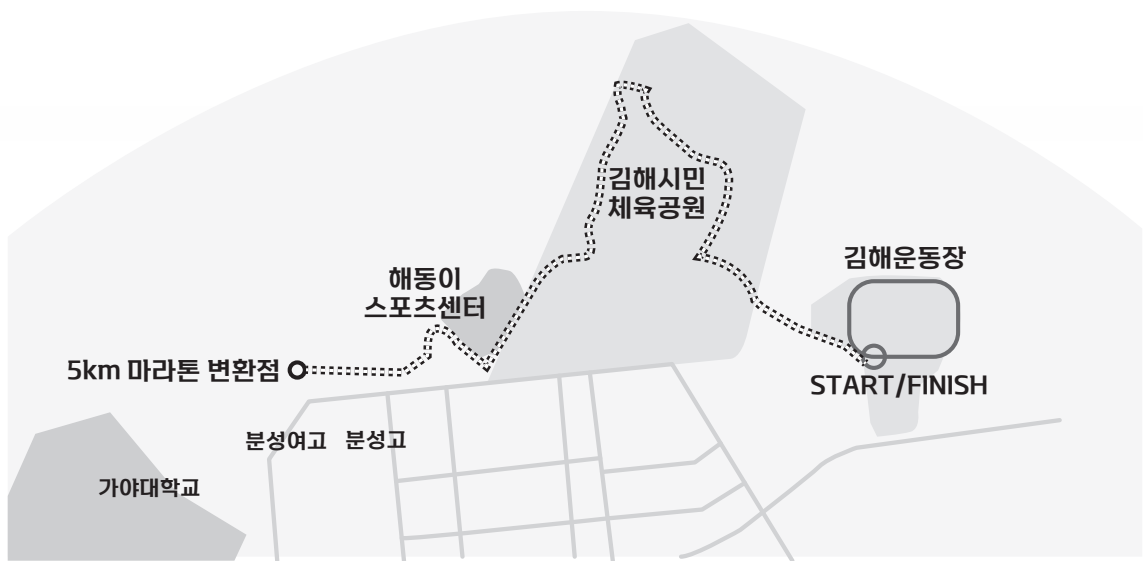 김해시민
체육공원
김해운동장
해동이
스포츠센터
5km 마라톤 변환점
START/FINISH
분성여고 분성고
가야대학교